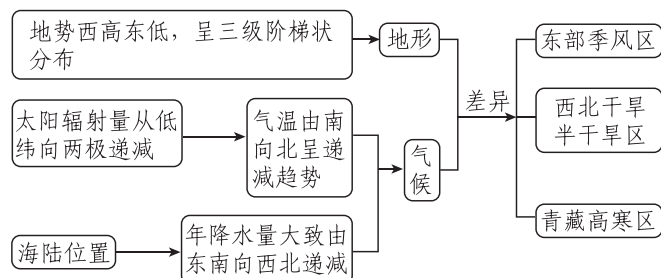 地势西高东低，呈三级阶梯状
分布
地形
太阳辐射量从低
纬向两极递减
气温由南
向北呈递
减趋势
海陆位置
年降水量大致由
东南向西北递减
气
候
差异
东部季风区
西北干旱
半干旱区
青藏高寒区